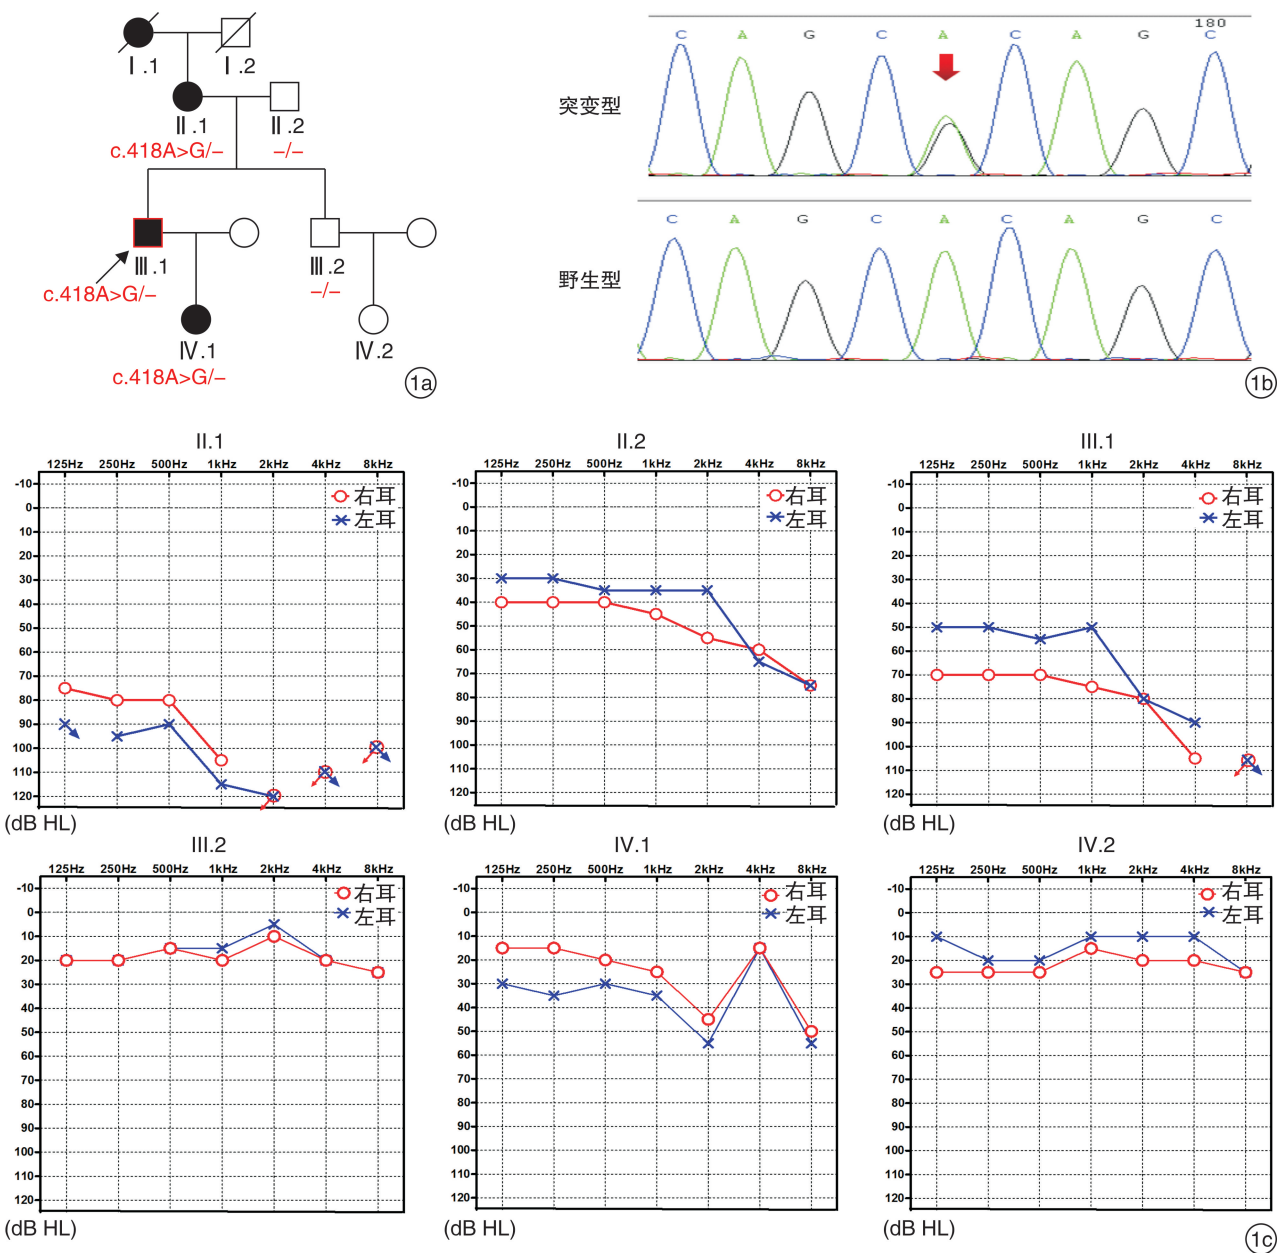 Ⅰ.1 Ⅰ.2
Ⅱ.1 Ⅱ.2
c.418A>G/− −/−
Ⅲ.1 Ⅲ.2
c.418A>G/− −/−
Ⅳ.1 Ⅳ.2
c.418A>G/−
1a
180
C A G C A C A G C
突变型
C A G C A C A G C
野生型
1b
II.1
125Hz 250Hz 500Hz 1kHz 2kHz 4kHz 8kHz
右耳
左耳
-10
0
10
20
30
40
50
60
70
80
90
100
110
120
(dB HL)
II.2
125Hz 250Hz 500Hz 1kHz 2kHz 4kHz 8kHz
右耳
左耳
-10
0
10
20
30
40
50
60
70
80
90
100
110
120
(dB HL)
III.1
125Hz 250Hz 500Hz 1kHz 2kHz 4kHz 8kHz
右耳
左耳
-10
0
10
20
30
40
50
60
70
80
90
100
110
120
(dB HL)
III.2
125Hz 250Hz 500Hz 1kHz 2kHz 4kHz 8kHz
右耳
左耳
-10
0
10
20
30
40
50
60
70
80
90
100
110
120
(dB HL)
IV.1
125Hz 250Hz 500Hz 1kHz 2kHz 4kHz 8kHz
右耳
左耳
-10
0
10
20
30
40
50
60
70
80
90
100
110
120
(dB HL)
IV.2
125Hz 250Hz 500Hz 1kHz 2kHz 4kHz 8kHz
右耳
左耳
-10
0
10
20
30
40
50
60
70
80
90
100
110
120
(dB HL)
1c